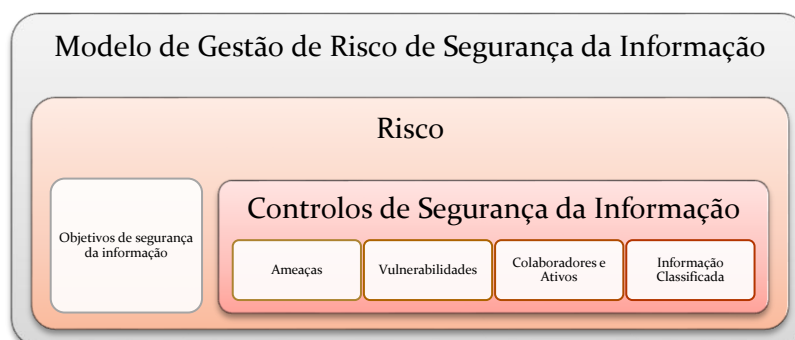 Modelo de Gestão de Risco de Segurança da Informação
Risco
Objetivos de segurança
da informação
Controlos de Segurança da Informação
Ameaças
Vulnerabilidades
Colaboradores e
Ativos
Informação
Classificada